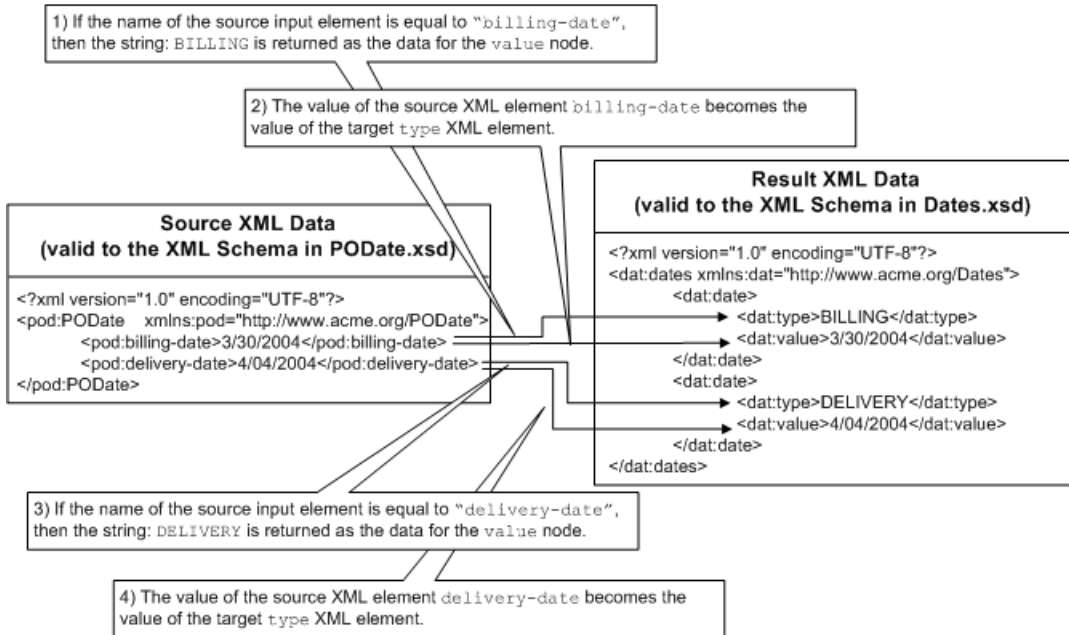 1) If the name of the source input element is equal to "billing-date",
then the string: BILLING is returned as the data for the value node.
2) The value of the source XML element billing-date becomes the
value of the target type XML element.
Source XML Data
(valid to the XML Schema in PODate.xsd)
<?xml version="1.0" encoding="UTF-8"?>
<pod:PODate xmlns:pod="http://www.acme.org/PODate">
<pod:billing-date>3/30/2004</pod:billing-date>
<pod:delivery-date>4/04/2004</pod:delivery-date>
</pod:PODate>
Result XML Data
(valid to the XML Schema in Dates.xsd)
<?xml version="1.0" encoding="UTF-8"?>
<dat:dates xmlns:dat="http://www.acme.org/Dates">
<dat:date>
<dat:type>BILLING</dat:type>
<dat:value>3/30/2004</dat:value>
</dat:date>
<dat:date>
<dat:type>DELIVERY</dat:type>
<dat:value>4/04/2004</dat:value>
</dat:date>
</dat:dates>
3) If the name of the source input element is equal to "delivery-date",
then the string: DELIVERY is returned as the data for the value node.
4) The value of the source XML element delivery-date becomes the
value of the target type XML element.